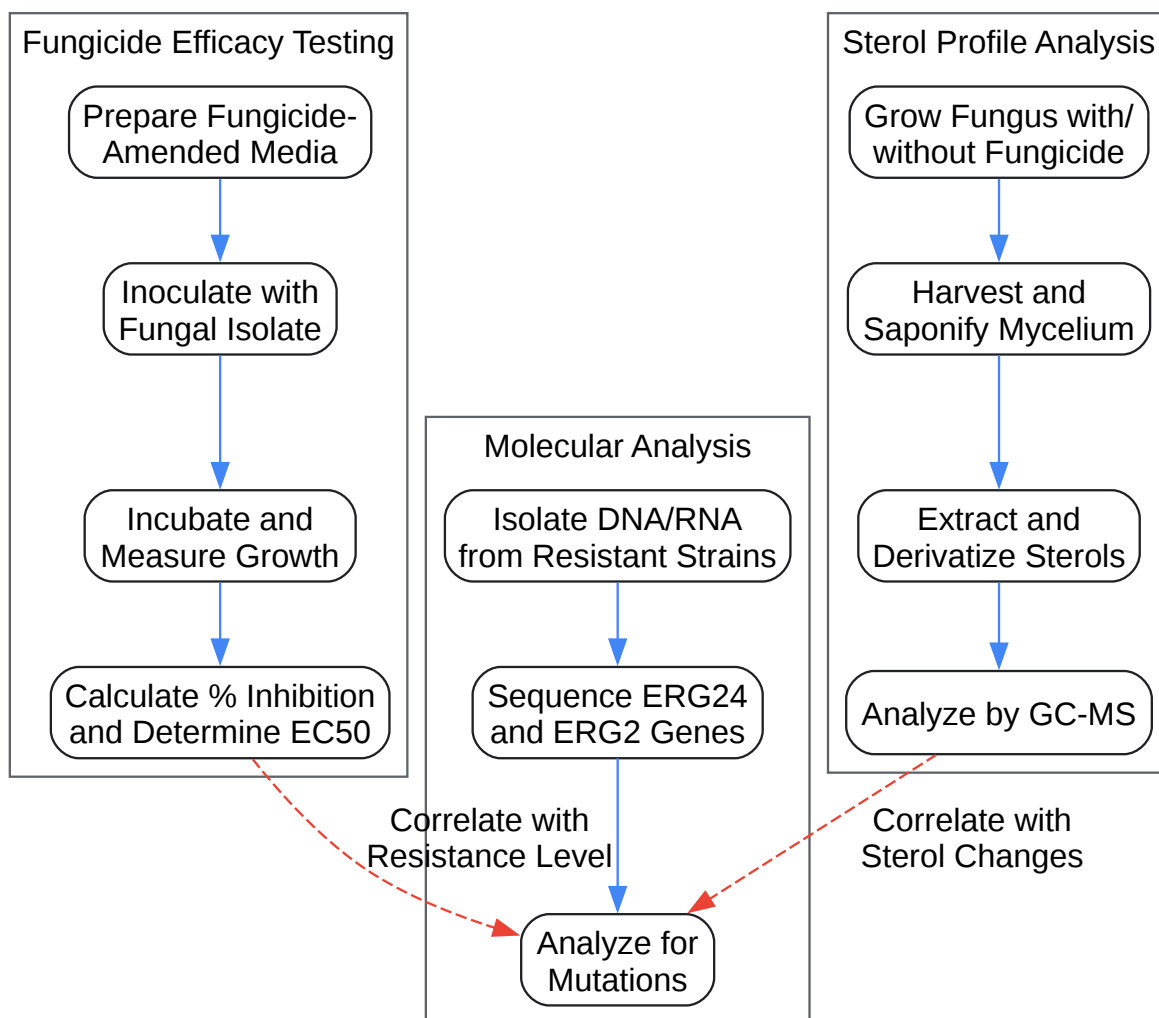 Fungicide Efficacy Testing
Prepare Fungicide-
Amended Media
Inoculate with
Fungal Isolate
Incubate and
Measure Growth
Calculate % Inhibition
and Determine EC50
Molecular Analysis
Isolate DNA/RNA
from Resistant Strains
Sequence ERG24
and ERG2 Genes
Correlate with
Resistance Level
Analyze for
Mutations
Sterol Profile Analysis
Grow Fungus with/
without Fungicide
Harvest and
Saponify Mycelium
Extract and
Derivatize Sterols
Analyze by GC-MS
Correlate with
Sterol Changes